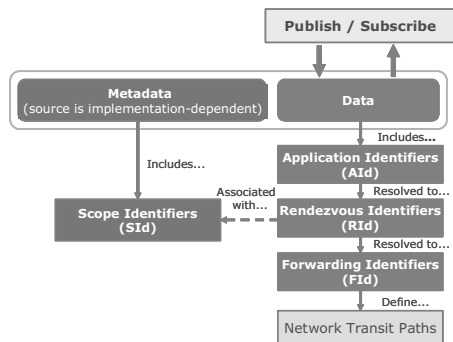 Publish / Subscribe
Metadata
(source is implementation-dependent)
Data
Includes...
Application Identifiers
(AId)
Includes...
Resolved to...
Associated
with...
Scope Identifiers
(SId)
Rendezvous Identifiers
(RId)
Resolved to...
Forwarding Identifiers
(FId)
Define...
Network Transit Paths